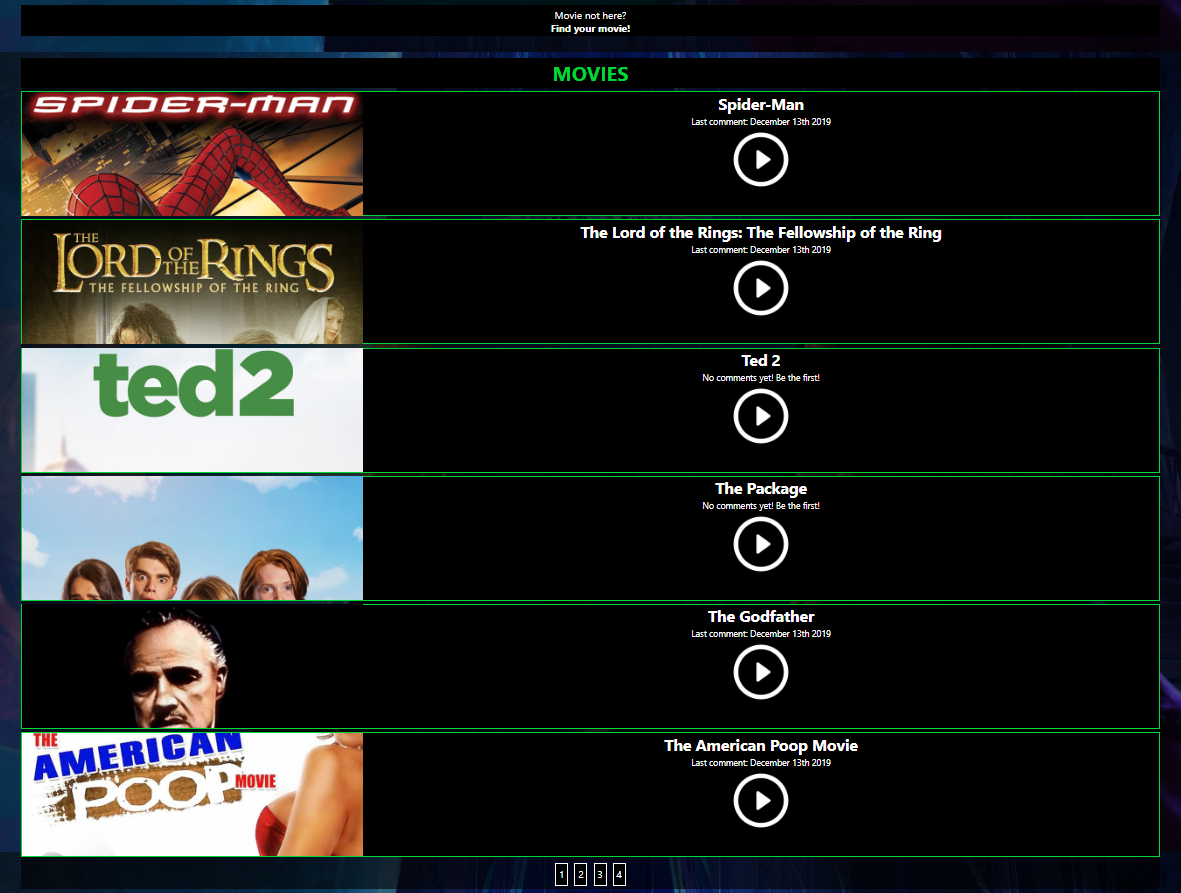 Movie not here?
Find your movie!
MOVIES
SPIDER-MAN
Spider-Man
Last comment: December 13th 2019
THE
LORD OF THE RINGS
THE FELLOWSHIP OF THE RING
The Lord of the Rings: The Fellowship of the Ring
Last comment: December 13th 2019
ted2
Ted 2
No comments yet! Be the first!
The Package
No comments yet! Be the first!
The Godfather
Last comment: December 13th 2019
THE
AMERICAN
POOP MOVIE
The American Poop Movie
Last comment: December 13th 2019
1 2 3 4